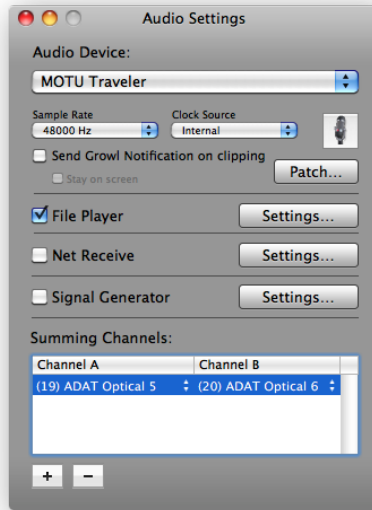 Audio Settings
Audio Device:
MOTU Traveler
Sample Rate Clock Source
48000 Hz Internal
Send Growl Notification on clipping
Stay on screen
Patch...
File Player Settings...
Net Receive Settings...
Signal Generator Settings...
Summing Channels:
Channel A Channel B
(19) ADAT Optical 5 (20) ADAT Optical 6
+ −